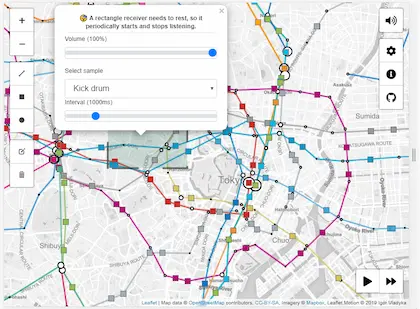 A rectangle receiver needs to rest, so it
periodically starts and stops listening.
Volume (100%)
Select sample
Kick drum
Interval (1000ms)
Sumida
Tokyo
Shibuya
Chuo
Leaflet | Map data © OpenStreetMap contributors, CC-BY-SA, Imagery © Mapbox, Leaflet.Motion © 2019 Igor Vladyka